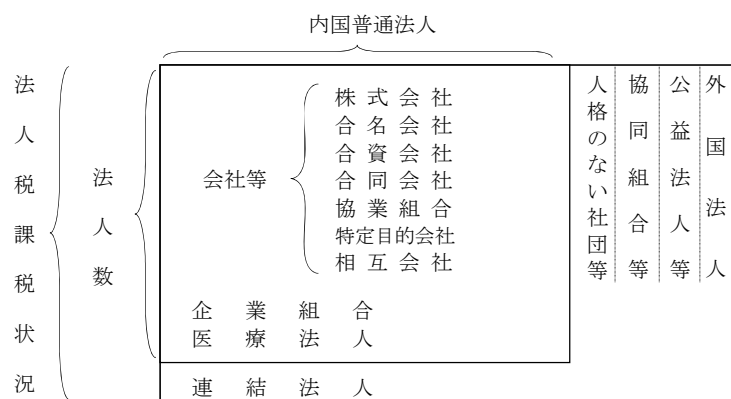 内国普通法人
法人税課税状況
法人数
会社等
株式会社
合名会社
合資会社
合同会社
協業組合
特定目的会社
相互会社
企業組合
医療法人
連結法人
人格のない社団等
協同組合等
公益法人等
外国法人